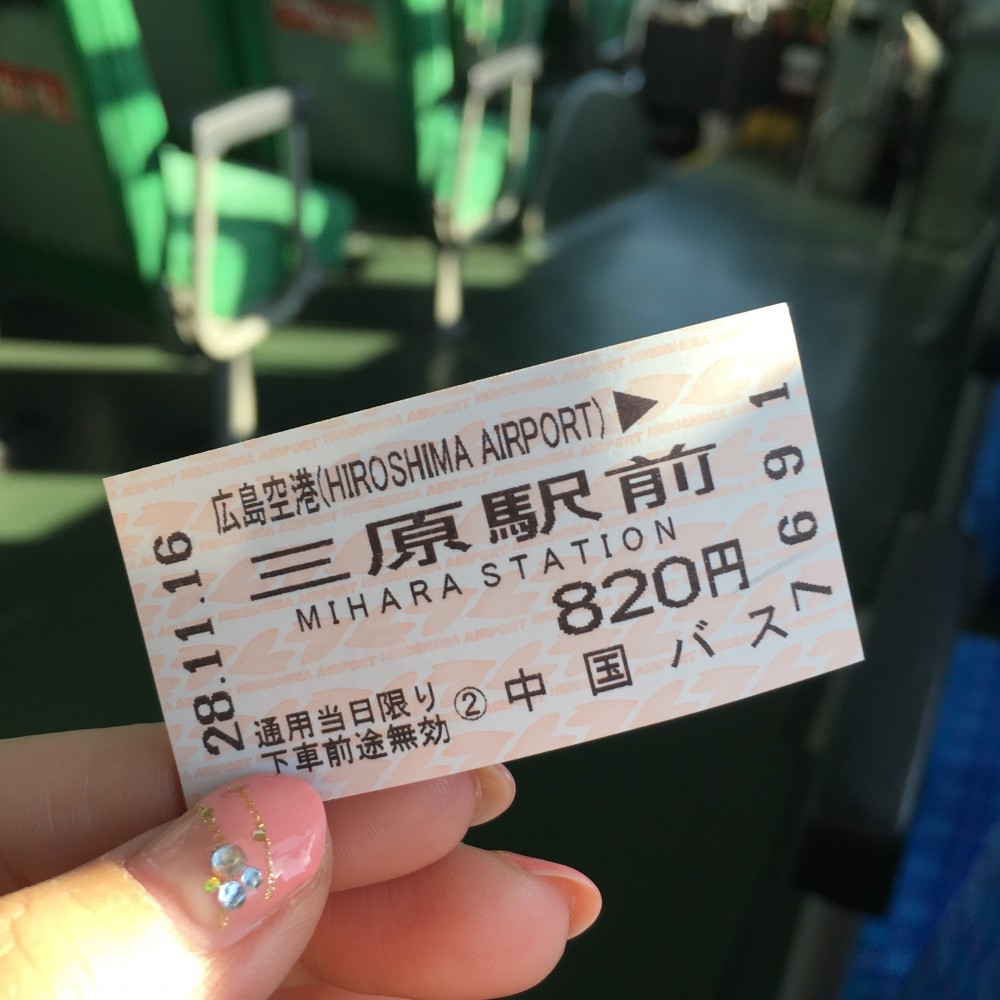 広島空港(HIROSHIMA AIRPORT)▶
三原駅前
MIHARA STATION
820円
28.11.16
通用当日限り
下車前途無効
② 中国バス